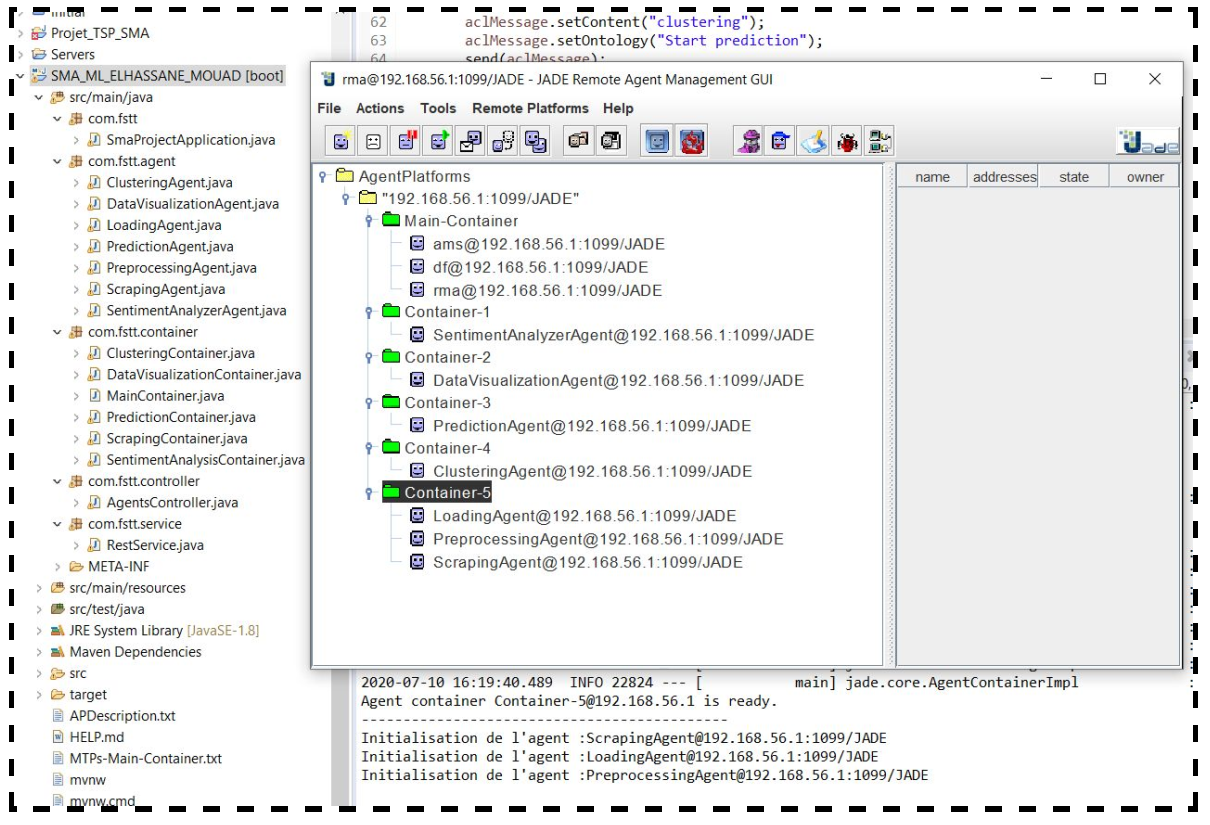 initial
Projet_TSP_SMA
Servers
SMA_ML_ELHASSANE_MOUAD [boot]
src/main/java
com.fstt
SmaProjectApplication.java
com.fstt.agent
ClusteringAgent.java
DataVisualizationAgent.java
LoadingAgent.java
PredictionAgent.java
PreprocessingAgent.java
ScrapingAgent.java
SentimentAnalyzerAgent.java
com.fstt.container
ClusteringContainer.java
DataVisualizationContainer.java
MainContainer.java
PredictionContainer.java
ScrapingContainer.java
SentimentAnalysisContainer.java
com.fstt.controller
AgentsController.java
com.fstt.service
RestService.java
META-INF
src/main/resources
src/test/java
JRE System Library [JavaSE-1.8]
Maven Dependencies
src
target
APDescription.txt
HELP.md
MTPs-Main-Container.txt
mvnw
mvnw.cmd
62 aclMessage.setContent("clustering");
63 aclMessage.setOntology("Start prediction");
64 send(aclMessage);
rma@192.168.56.1:1099/JADE - JADE Remote Agent Management GUI
File Actions Tools Remote Platforms Help
Jade
AgentPlatforms
"192.168.56.1:1099/JADE"
Main-Container
ams@192.168.56.1:1099/JADE
df@192.168.56.1:1099/JADE
rma@192.168.56.1:1099/JADE
Container-1
SentimentAnalyzerAgent@192.168.56.1:1099/JADE
Container-2
DataVisualizationAgent@192.168.56.1:1099/JADE
Container-3
PredictionAgent@192.168.56.1:1099/JADE
Container-4
ClusteringAgent@192.168.56.1:1099/JADE
Container-5
LoadingAgent@192.168.56.1:1099/JADE
PreprocessingAgent@192.168.56.1:1099/JADE
ScrapingAgent@192.168.56.1:1099/JADE
name addresses state owner
2020-07-10 16:19:40.489 INFO 22824 --- [ main] jade.core.AgentContainerImpl :
Agent container Container-5@192.168.56.1 is ready.
--------------------------------------------
Initialisation de l'agent :ScrapingAgent@192.168.56.1:1099/JADE
Initialisation de l'agent :LoadingAgent@192.168.56.1:1099/JADE
Initialisation de l'agent :PreprocessingAgent@192.168.56.1:1099/JADE